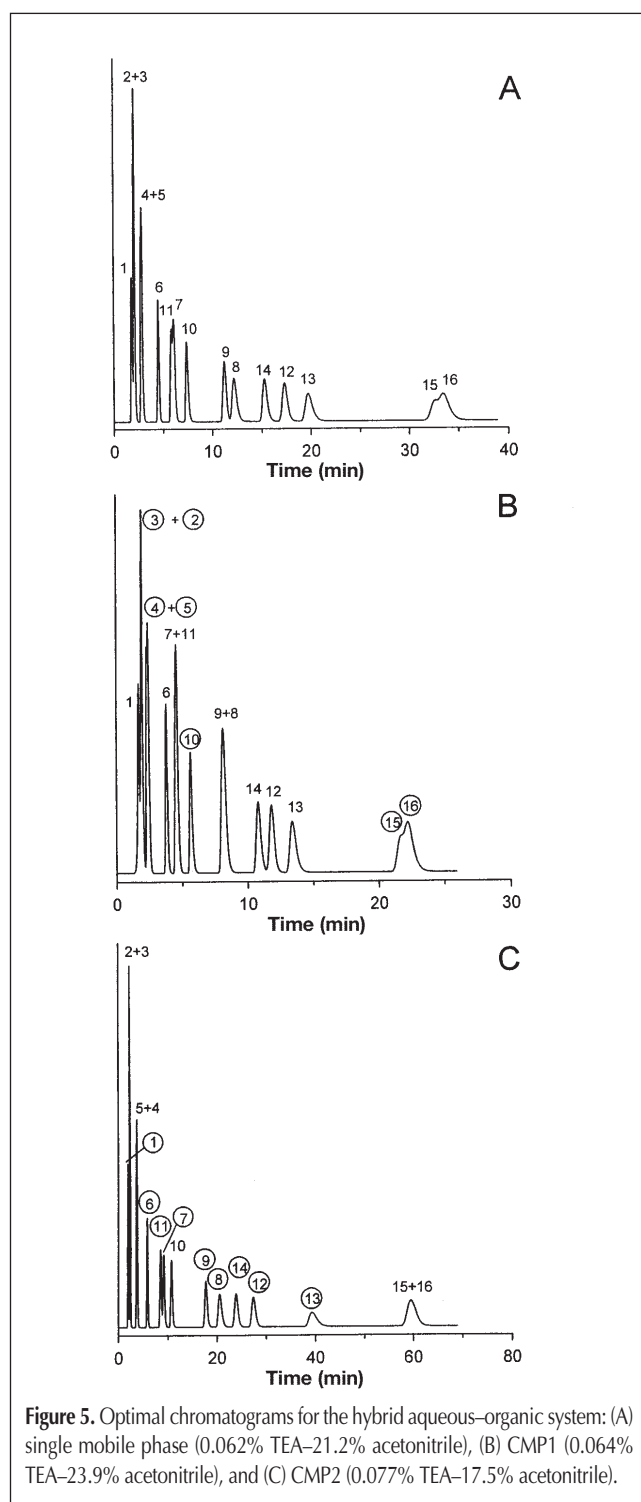 A
2+3
4+5
1
6
11 7
10
9
8
14 12 13
15 16
0 10 20 30 40
Time (min)
B
3 + 2
4 + 5
7+11
1
6
10
9+8
14 12
13
15 16
0 10 20 30
Time (min)
C
2+3
5+4
1
6
11 7
10
9
8 14
12
13
15+16
0 20 40 60 80
Time (min)
Figure 5. Optimal chromatograms for the hybrid aqueous–organic system: (A)
single mobile phase (0.062% TEA–21.2% acetonitrile), (B) CMP1 (0.064%
TEA–23.9% acetonitrile), and (C) CMP2 (0.077% TEA–17.5% acetonitrile).